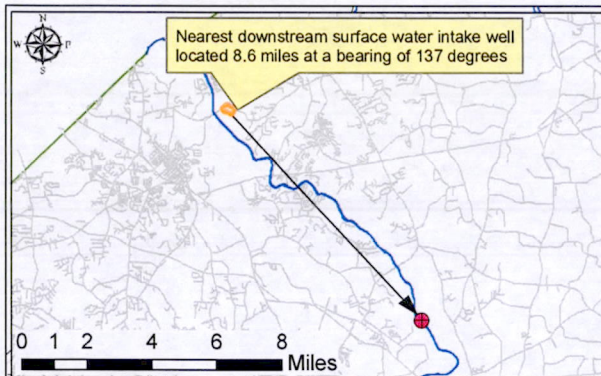 N
W
S
Nearest downstream surface water intake well
located 8.6 miles at a bearing of 137 degrees
0 1 2 4 6 8
Miles